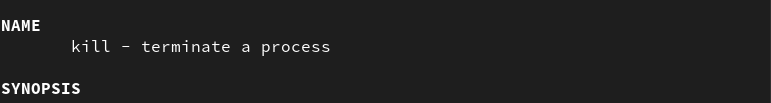 NAME
kill - terminate a process
SYNOPSIS